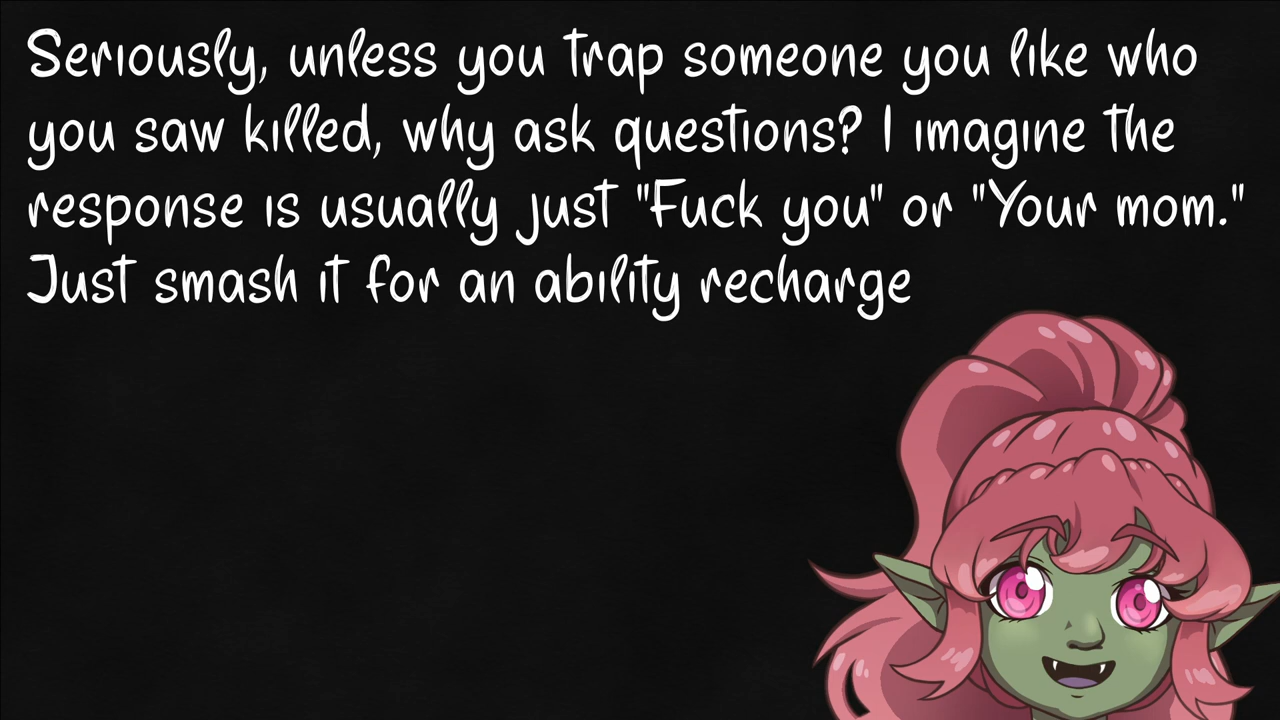 Seriously, unless you trap someone you like who
you saw killed, why ask questions? I imagine the
response is usually just "Fuck you" or "Your mom."
Just smash it for an ability recharge